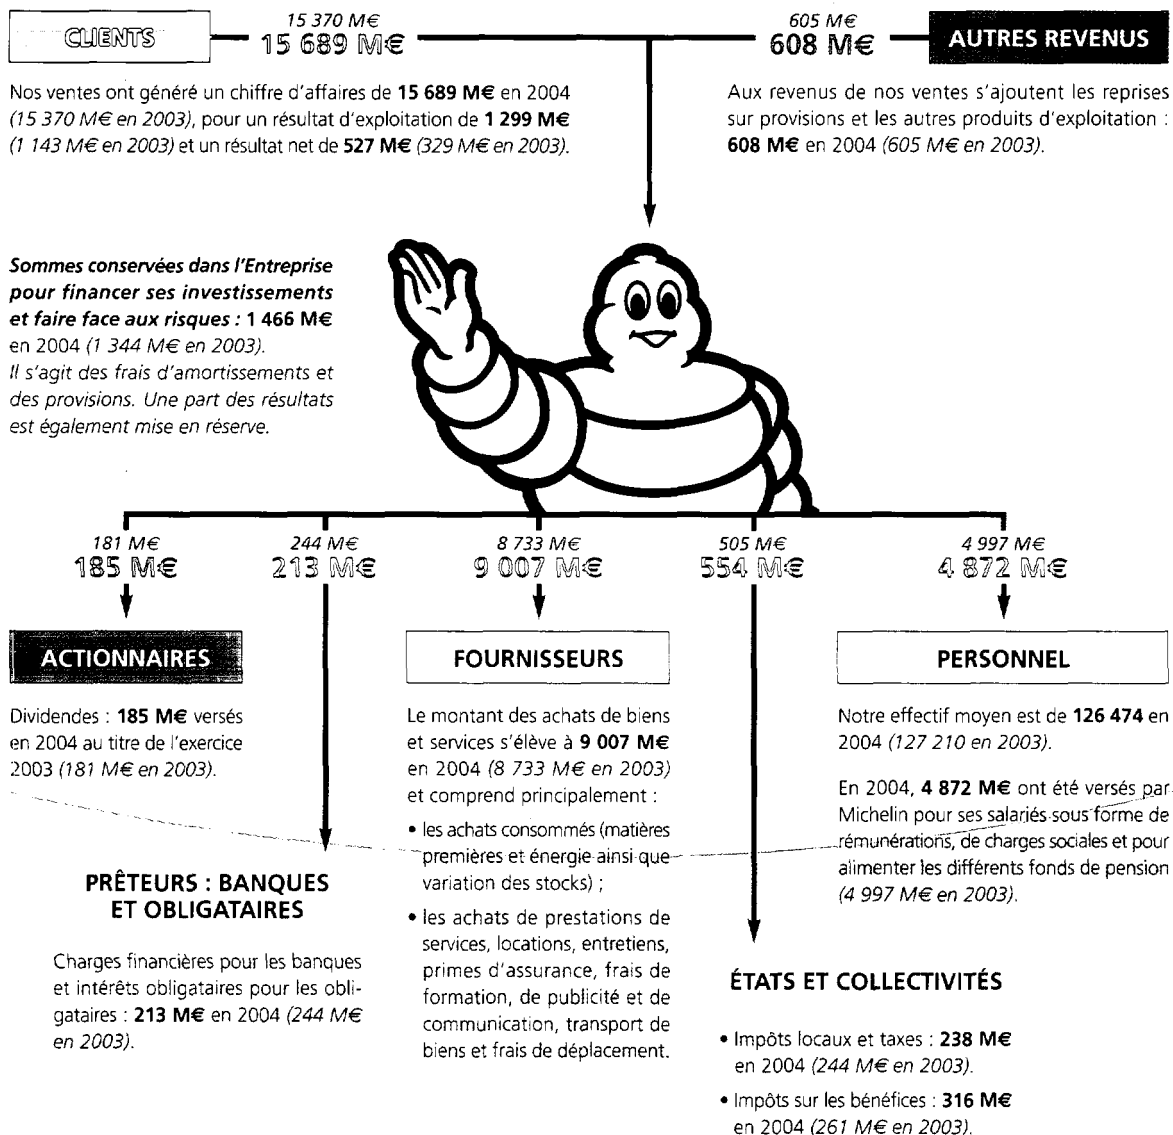 CLIENTS
15 370 M€
15 689 M€
605 M€
608 M€
AUTRES REVENUS
Nos ventes ont généré un chiffre d'affaires de 15 689 M€ en 2004
(15 370 M€ en 2003), pour un résultat d'exploitation de 1 299 M€
(1 143 M€ en 2003) et un résultat net de 527 M€ (329 M€ en 2003).
Aux revenus de nos ventes s'ajoutent les reprises
sur provisions et les autres produits d'exploitation :
608 M€ en 2004 (605 M€ en 2003).
Sommes conservées dans l'Entreprise
pour financer ses investissements
et faire face aux risques : 1 466 M€
en 2004 (1 344 M€ en 2003).
Il s'agit des frais d'amortissements et
des provisions. Une part des résultats
est également mise en réserve.
181 M€
185 M€
244 M€
213 M€
8 733 M€
9 007 M€
505 M€
554 M€
4 997 M€
4 872 M€
ACTIONNAIRES
Dividendes : 185 M€ versés
en 2004 au titre de l'exercice
2003 (181 M€ en 2003).
PRÊTEURS : BANQUES
ET OBLIGATAIRES
Charges financières pour les banques
et intérêts obligataires pour les obli-
gataires : 213 M€ en 2004 (244 M€
en 2003).
FOURNISSEURS
Le montant des achats de biens
et services s'élève à 9 007 M€
en 2004 (8 733 M€ en 2003)
et comprend principalement :
• les achats consommés (matières
premières et énergie ainsi que
variation des stocks) ;
• les achats de prestations de
services, locations, entretiens,
primes d'assurance, frais de
formation, de publicité et de
communication, transport de
biens et frais de déplacement.
ÉTATS ET COLLECTIVITÉS
• Impôts locaux et taxes : 238 M€
en 2004 (244 M€ en 2003).
• Impôts sur les bénéfices : 316 M€
en 2004 (261 M€ en 2003).
PERSONNEL
Notre effectif moyen est de 126 474 en
2004 (127 210 en 2003).
En 2004, 4 872 M€ ont été versés par
Michelin pour ses salariés sous forme de
rémunérations, de charges sociales et pour
alimenter les différents fonds de pension
(4 997 M€ en 2003).